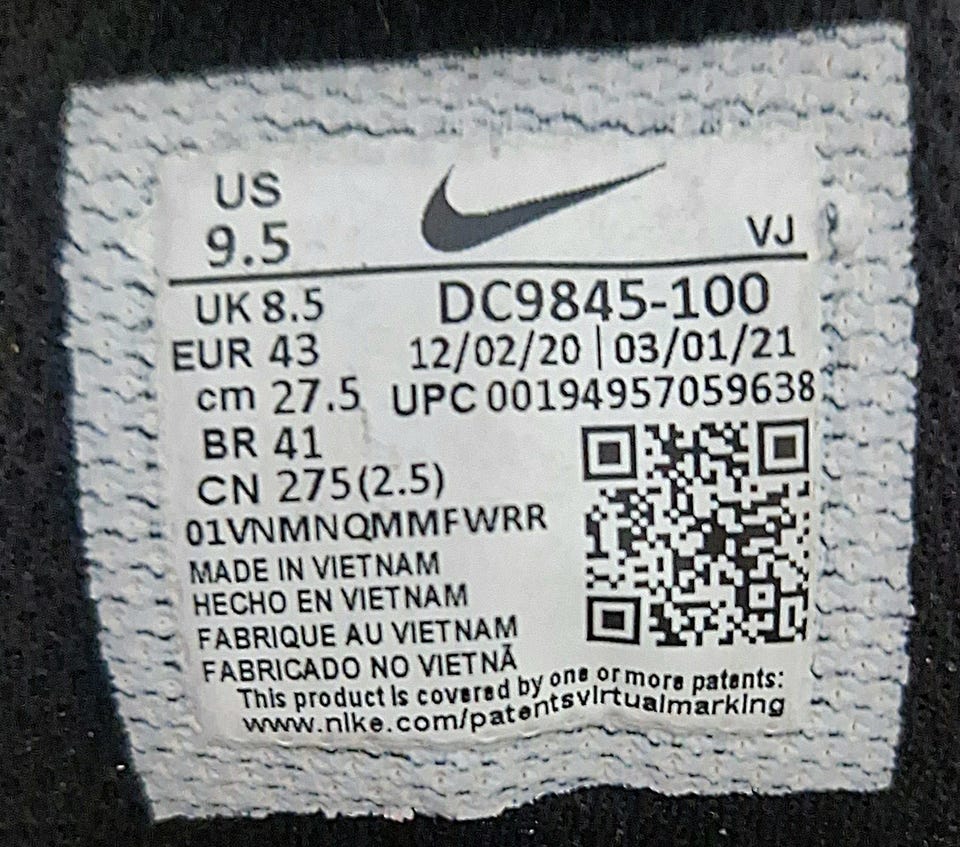 US
9.5
VJ
UK 8.5
DC9845-100
EUR 43
12/02/20 | 03/01/21
cm 27.5
UPC 00194957059638
BR 41
CN 275(2.5)
01VNMNQMMFWRR
MADE IN VIETNAM
HECHO EN VIETNAM
FABRIQUE AU VIETNAM
FABRICADO NO VIETNÃ
This product is covered by one or more patents:
www.nike.com/patentsvirtualmarking